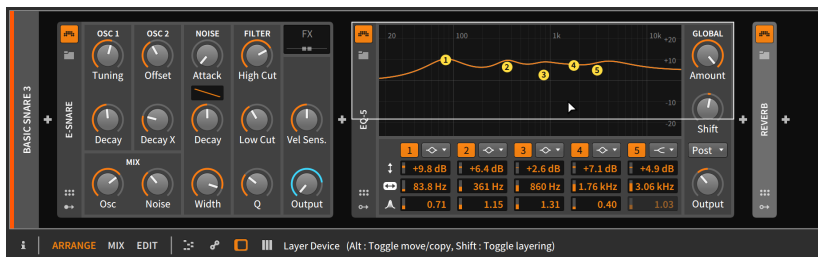 BASIC SNARE 3
E-SNARE
OSC 1 OSC 2 NOISE FILTER FX
Tuning Offset Attack High Cut
Decay Decay X Decay Low Cut Vel Sens.
MIX
Osc Noise Width Q Output
EQ-5
20 100 1k 10k +20
+10
-10
-20
1 2 3 4 5
1 2 3 4 5
+9.8 dB +6.4 dB +2.6 dB +7.1 dB +4.9 dB
83.8 Hz 361 Hz 860 Hz 1.76 kHz 3.06 kHz
0.71 1.15 1.31 0.40 1.03
GLOBAL
Amount
Shift
Post
Output
REVERB
i ARRANGE MIX EDIT Layer Device (Alt : Toggle move/copy, Shift : Toggle layering)